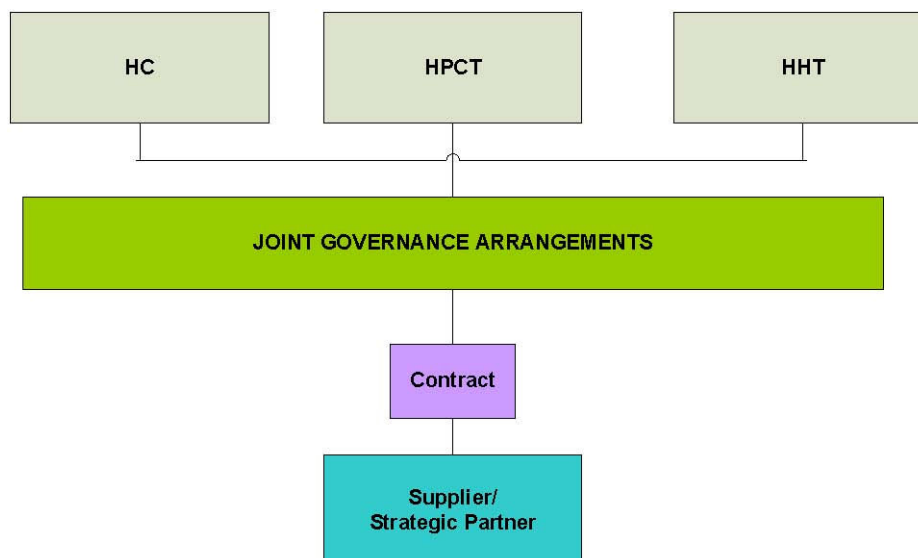 HC
HPCT
HHT
JOINT GOVERNANCE ARRANGEMENTS
Contract
Supplier/
Strategic Partner